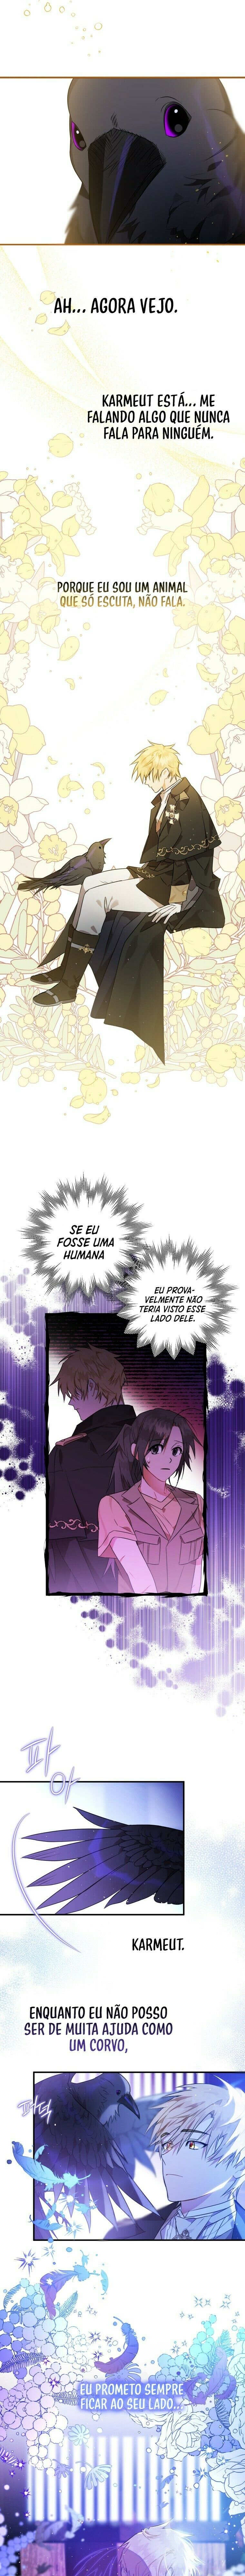 AH... AGORA VEJO.
KARMEUT ESTÁ... ME
FALANDO ALGO QUE NUNCA
FALA PARA NINGUÉM.
PORQUE EU SOU UM ANIMAL
QUE SÓ ESCUTA, NÃO FALA.
SE EU
FOSSE UMA
HUMANA
EU PROVA-
VELMENTE NÃO
TERIA VISTO ESSE
LADO DELE.
파아
KARMEUT.
ENQUANTO EU NÃO POSSO
SER DE MUITA AJUDA COMO
UM CORVO,
EU PROMETO SEMPRE
FICAR AO SEU LADO..